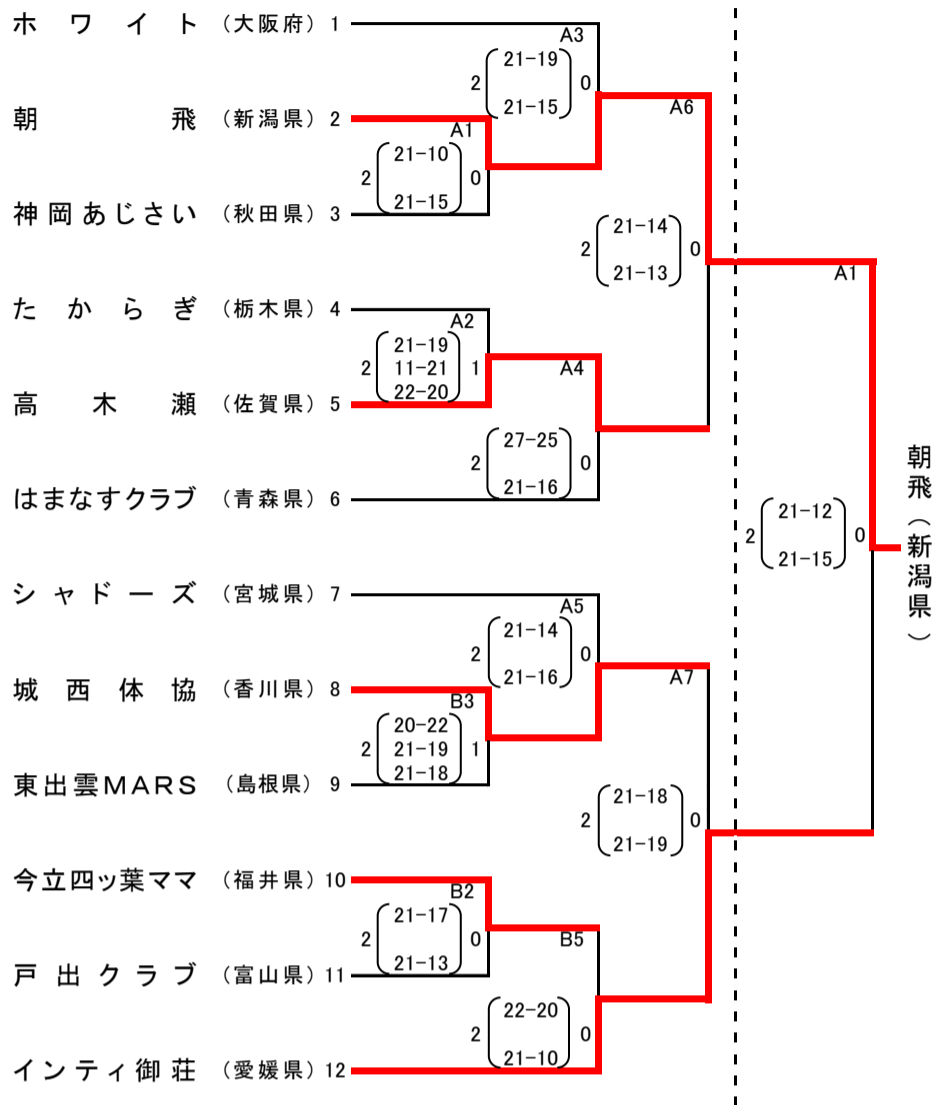 ホワイト （大阪府） 1
朝飛 （新潟県） 2
神岡あじさい （秋田県） 3
たからぎ （栃木県） 4
高木瀬 （佐賀県） 5
はまなすクラブ （青森県） 6
シャドーズ （宮城県） 7
城西体協 （香川県） 8
東出雲MARS （島根県） 9
今立四ッ葉ママ （福井県） 10
戸出クラブ （富山県） 11
インティ御荘 （愛媛県） 12
A1
21-10
2 0
21-15
A2
21-19
2 11-21 1
22-20
B3
20-22
2 21-19 1
21-18
B2
21-17
2 0
21-13
A3
21-19
2 0
21-15
A4
27-25
2 0
21-16
A5
21-14
2 0
21-16
B5
22-20
2 0
21-10
A6
21-14
2 0
21-13
A7
21-18
2 0
21-19
A1
21-12
2 0
21-15
朝飛（新潟県）